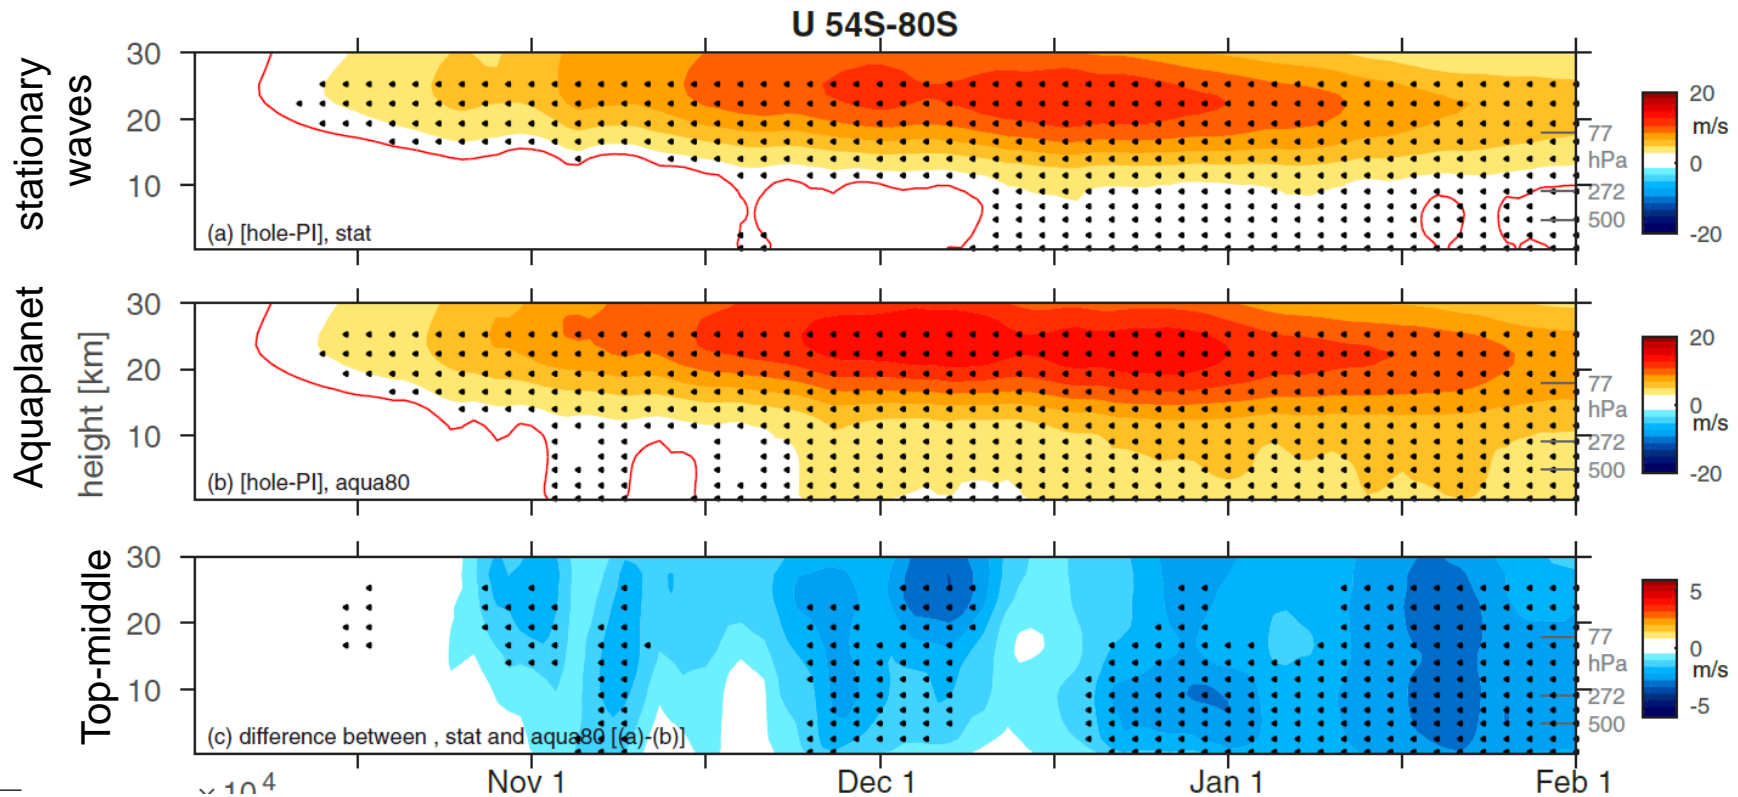 U 54S-80S
stationary
waves
30
20
10
(a) [hole-PI], stat
77
hPa
272
500
20
m/s
0
-20
Aquaplanet
height [km]
30
20
10
(b) [hole-PI], aqua80
77
hPa
272
500
20
0
m/s
-20
Top-middle
30
20
10
(c) difference between , stat and aqua80 [(a)-(b)]
77
hPa
272
500
5
0
m/s
-5
Nov 1
Dec 1
Jan 1
Feb 1
× 10 4